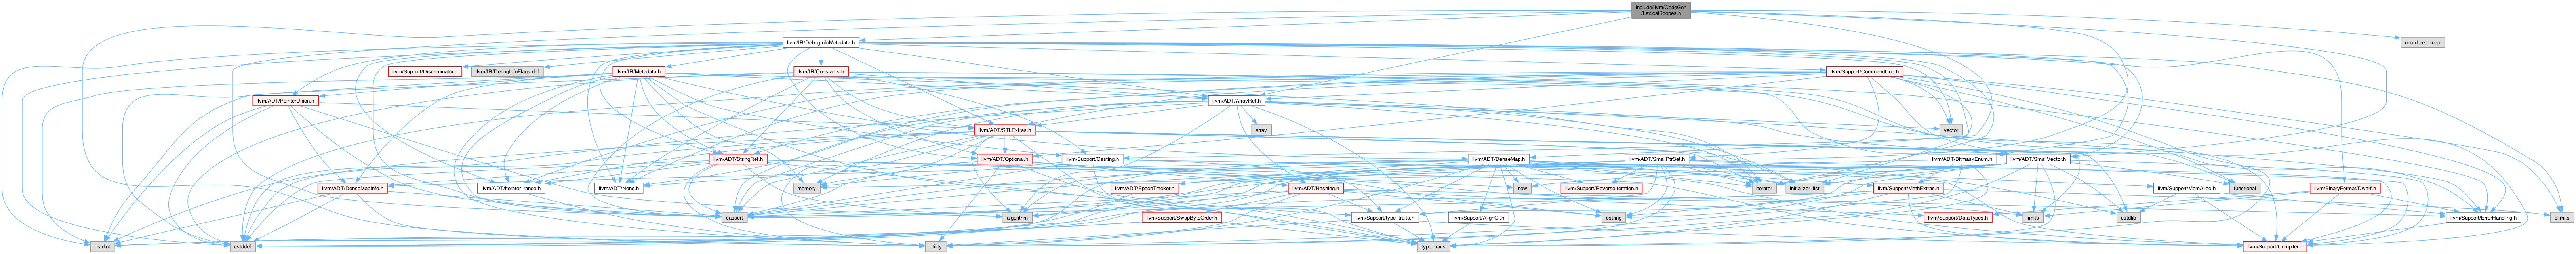 include/llvm/CodeGen
/LexicalScopes.h
llvm/IR/DebugInfoMetadata.h
unordered_map
llvm/Support/Discriminator.h
llvm/IR/DebugInfoFlags.def
llvm/IR/Metadata.h
llvm/IR/Constants.h
llvm/Support/CommandLine.h
llvm/ADT/PointerUnion.h
llvm/ADT/ArrayRef.h
llvm/ADT/STLExtras.h
array
vector
llvm/ADT/StringRef.h
llvm/ADT/Optional.h
llvm/Support/Casting.h
llvm/ADT/DenseMap.h
llvm/ADT/SmallPtrSet.h
llvm/ADT/BitmaskEnum.h
llvm/ADT/SmallVector.h
llvm/ADT/DenseMapInfo.h
llvm/ADT/iterator_range.h
llvm/ADT/None.h
memory
llvm/ADT/EpochTracker.h
llvm/ADT/Hashing.h
new
llvm/Support/ReverseIteration.h
iterator
initializer_list
llvm/Support/MathExtras.h
llvm/Support/MemAlloc.h
functional
llvm/BinaryFormat/Dwarf.h
cassert
algorithm
llvm/Support/SwapByteOrder.h
llvm/Support/type_traits.h
llvm/Support/AlignOf.h
cstring
llvm/Support/DataTypes.h
limits
cstdlib
llvm/Support/ErrorHandling.h
climits
cstdint
cstddef
utility
type_traits
llvm/Support/Compiler.h